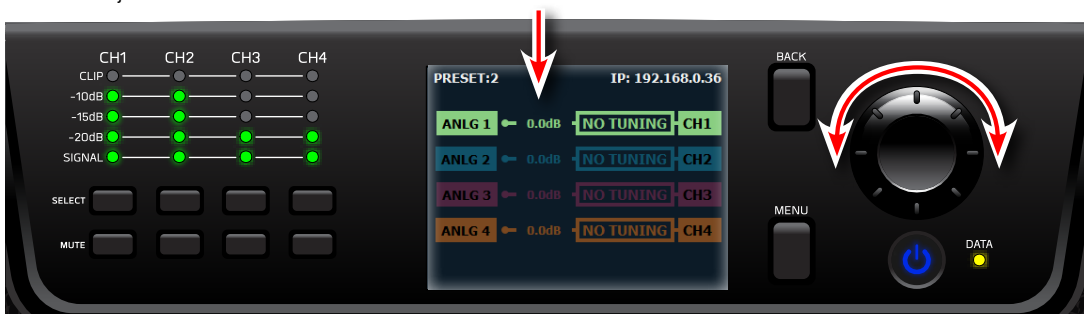 CH1 CH2 CH3 CH4
CLIP
-10dB
-15dB
-20dB
SIGNAL
SELECT
MUTE
PRESET:2 IP: 192.168.0.36
ANLG 1 0.0dB NO TUNING CH1
ANLG 2 0.0dB NO TUNING CH2
ANLG 3 0.0dB NO TUNING CH3
ANLG 4 0.0dB NO TUNING CH4
BACK
MENU
DATA